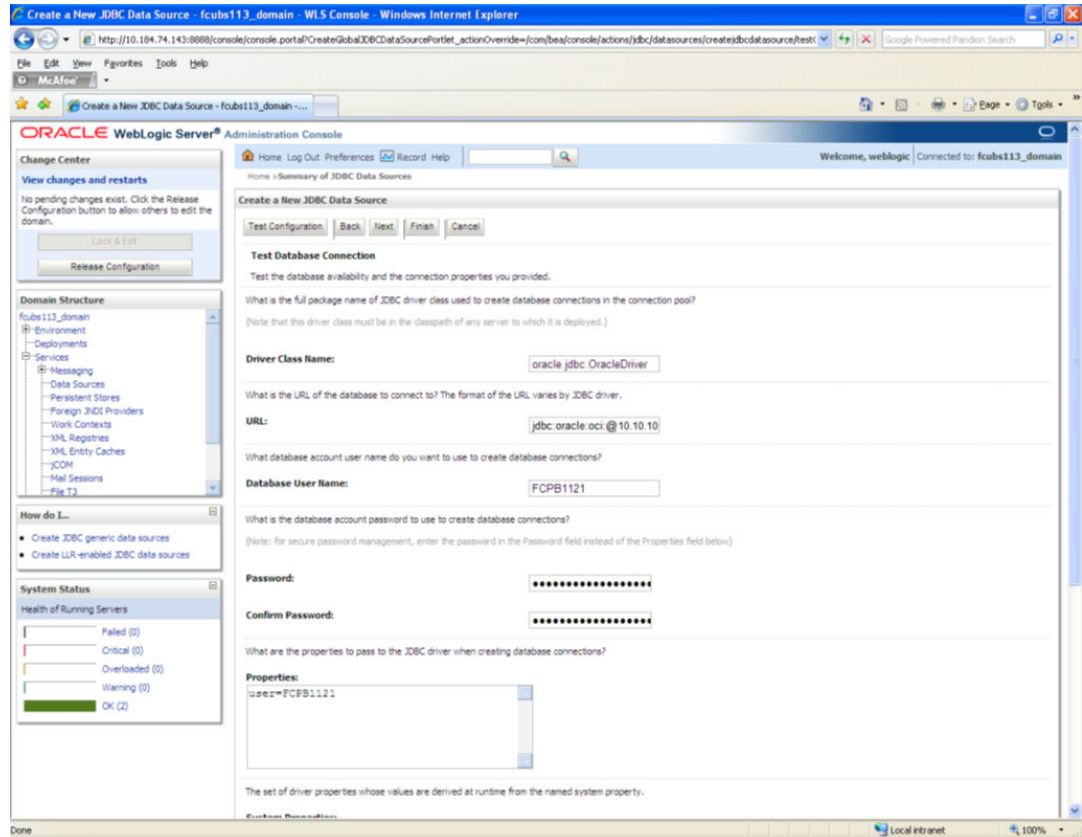 Create a New JDBC Data Source - fcubs113_domain - WLS Console - Windows Internet Explorer
http://10.184.74.143:8888/console/console.portal?CreateGlobalJDBCDataSourcePortlet_actionOverride=/com/bea/console/actions/jdbc/datasources/createjdbcdatasource/test(
Google Powered Pandion Search
File Edit View Favorites Tools Help
McAfee
Create a New JDBC Data Source - fcubs113_domain -...
Page Tools
ORACLE WebLogic Server® Administration Console
Change Center
View changes and restarts
No pending changes exist. Click the Release
Configuration button to allow others to edit the
domain.
Lock & Edit
Release Configuration
Domain Structure
fcubs113_domain
Environment
Deployments
Services
Messaging
Data Sources
Persistent Stores
Foreign JNDI Providers
Work Contexts
XML Registries
XML Entity Caches
jCOM
Mail Sessions
File T3
How do I...
Create JDBC generic data sources
Create LLR-enabled JDBC data sources
System Status
Health of Running Servers
Failed (0)
Critical (0)
Overloaded (0)
Warning (0)
OK (2)
Home Log Out Preferences Record Help
Welcome, weblogic Connected to: fcubs113_domain
Home >Summary of JDBC Data Sources
Create a New JDBC Data Source
Test Configuration Back Next Finish Cancel
Test Database Connection
Test the database availability and the connection properties you provided.
What is the full package name of JDBC driver class used to create database connections in the connection pool?
(Note that this driver class must be in the classpath of any server to which it is deployed.)
Driver Class Name: oracle.jdbc.OracleDriver
What is the URL of the database to connect to? The format of the URL varies by JDBC driver.
URL: jdbc:oracle:oci:@10.10.10
What database account user name do you want to use to create database connections?
Database User Name: FCPB1121
What is the database account password to use to create database connections?
(Note: for secure password management, enter the password in the Password field instead of the Properties field below)
Password:
Confirm Password:
What are the properties to pass to the JDBC driver when creating database connections?
Properties:
user=FCPB1121
The set of driver properties whose values are derived at runtime from the named system property.
System Properties:
Done
Local intranet
100%